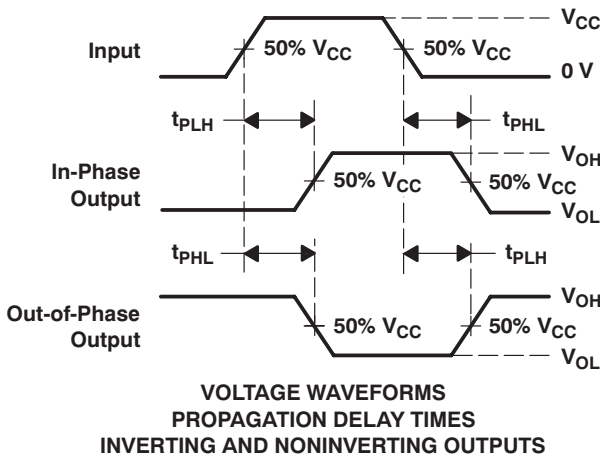 V_CC
Input 50% V_CC 50% V_CC
0 V
t_PLH t_PHL
V_OH
In-Phase
Output 50% V_CC 50% V_CC
V_OL
t_PHL t_PLH
V_OH
Out-of-Phase
Output 50% V_CC 50% V_CC
V_OL
VOLTAGE WAVEFORMS
PROPAGATION DELAY TIMES
INVERTING AND NONINVERTING OUTPUTS